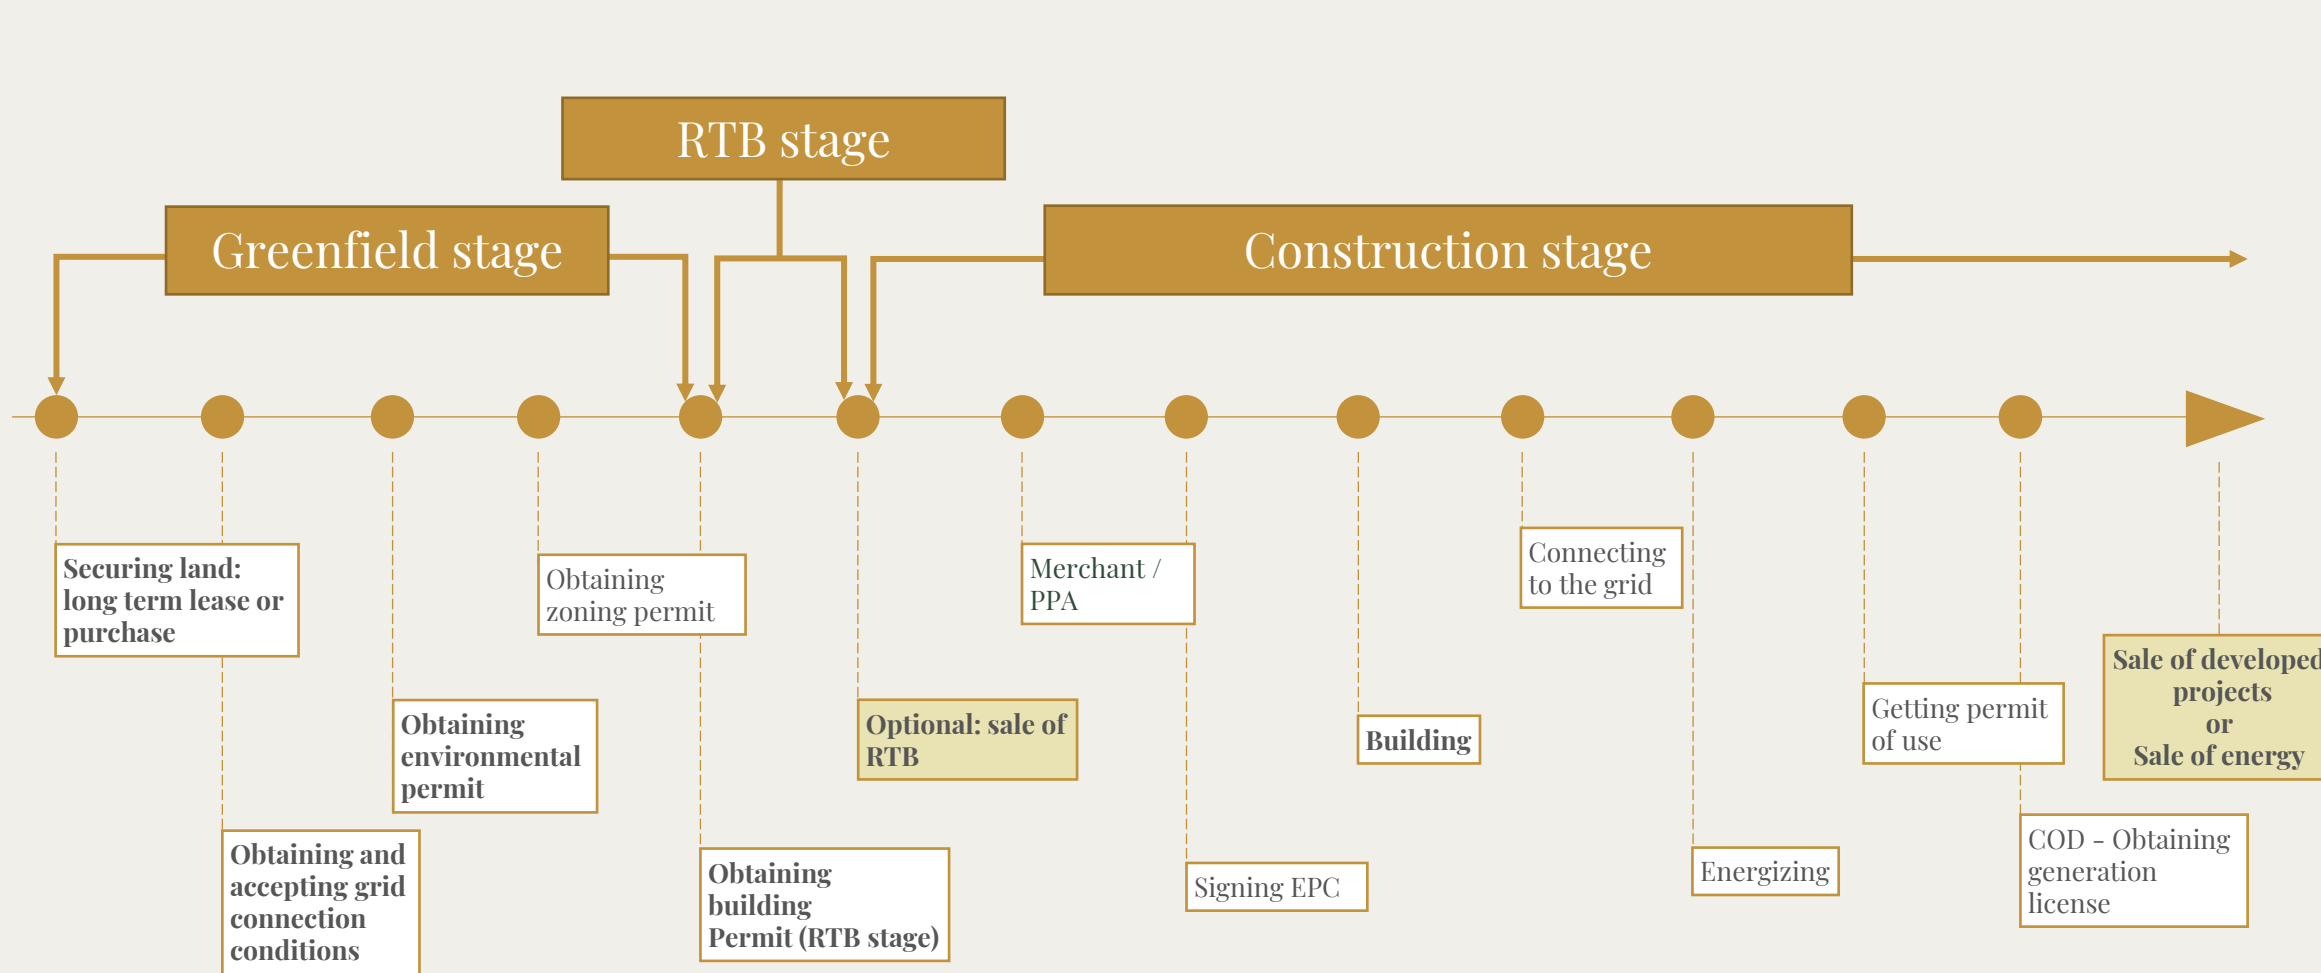 RTB stage
Greenfield stage
Construction stage
Securing land:
long term lease or
purchase
Obtaining and
accepting grid
connection
conditions
Obtaining
environmental
permit
Obtaining
zoning permit
Obtaining
building
Permit (RTB stage)
Optional: sale of
RTB
Merchant /
PPA
Signing EPC
Building
Connecting
to the grid
Energizing
Getting permit
of use
COD - Obtaining
generation
license
Sale of developed
projects
or
Sale of energy